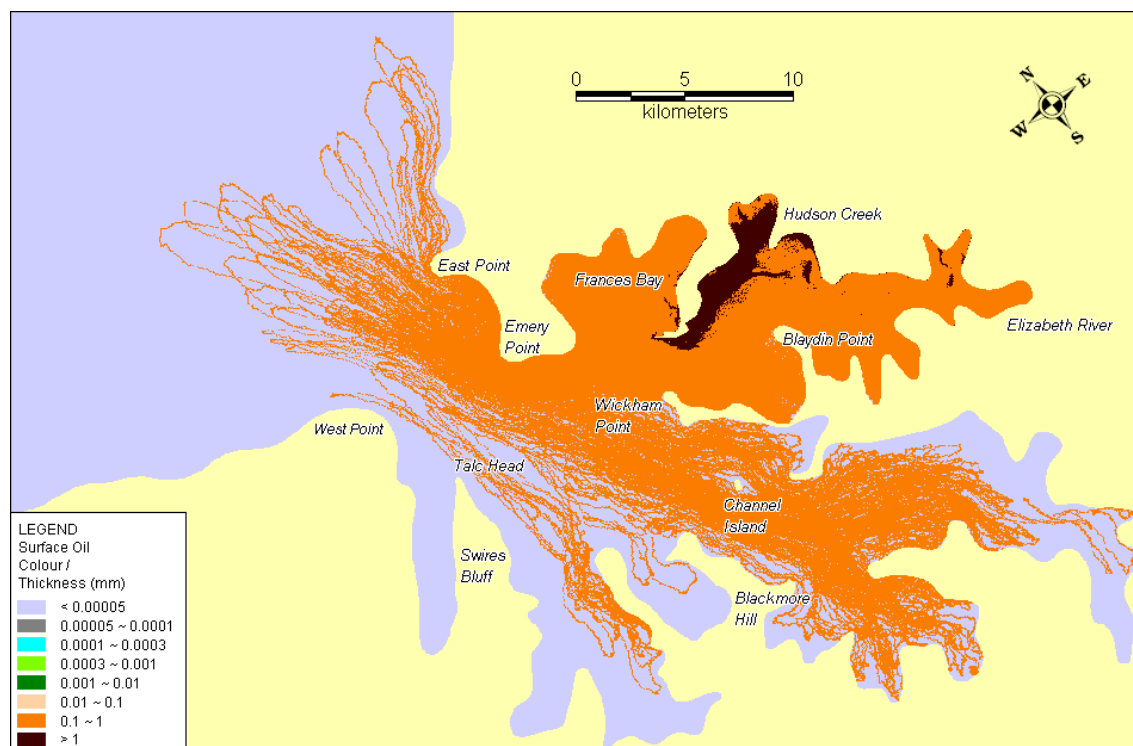 0 5 10
kilometers
N
E
W
S
Hudson Creek
East Point
Frances Bay
Emery
Point
Elizabeth River
Blaydin Point
Wickham
Point
West Point
Talc Head
Channel
Island
Swires
Bluff
Blackmore
Hill
LEGEND
Surface Oil
Colour /
Thickness (mm)
< 0.00005
0.00005 ~ 0.0001
0.0001 ~ 0.0003
0.0003 ~ 0.001
0.001 ~ 0.01
0.01 ~ 0.1
0.1 ~ 1
> 1